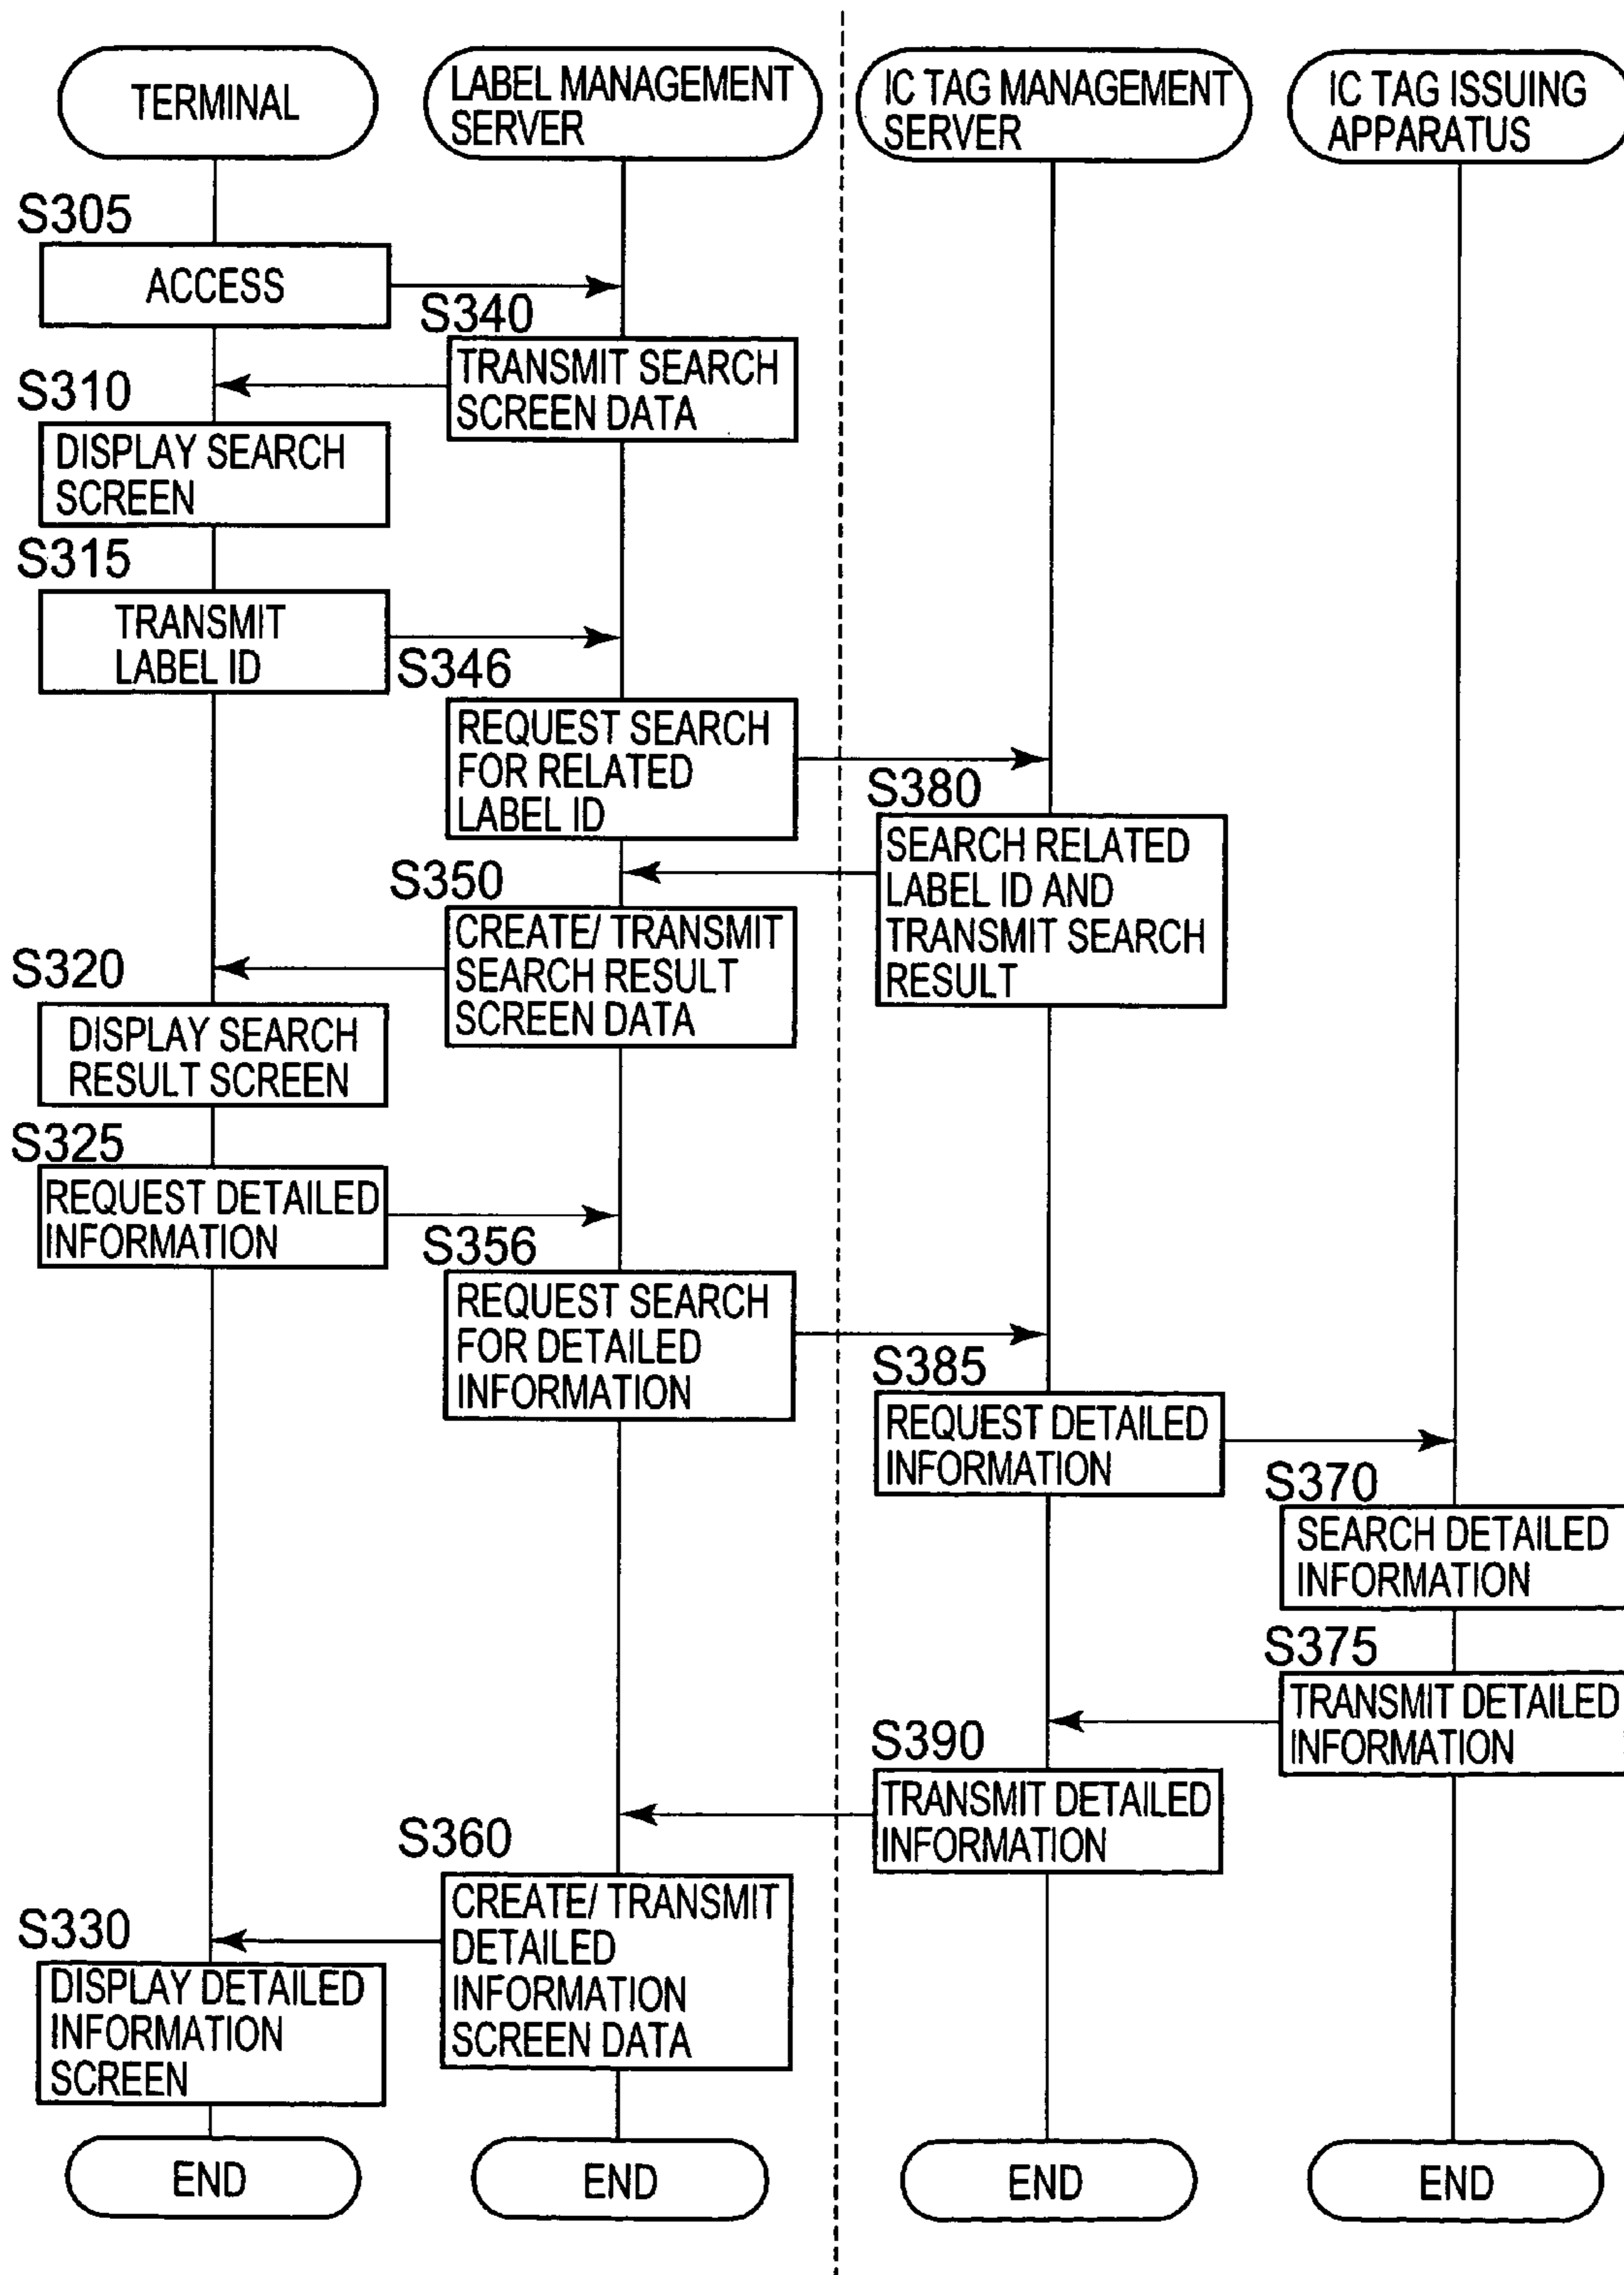 TERMINAL
LABEL MANAGEMENT
SERVER
IC TAG MANAGEMENT
SERVER
IC TAG ISSUING
APPARATUS
S305
ACCESS
S340
TRANSMIT SEARCH
SCREEN DATA
S310
DISPLAY SEARCH
SCREEN
S315
TRANSMIT
LABEL ID
S346
REQUEST SEARCH
FOR RELATED
LABEL ID
S380
SEARCH RELATED
LABEL ID AND
TRANSMIT SEARCH
RESULT
S350
CREATE/ TRANSMIT
SEARCH RESULT
SCREEN DATA
S320
DISPLAY SEARCH
RESULT SCREEN
S325
REQUEST DETAILED
INFORMATION
S356
REQUEST SEARCH
FOR DETAILED
INFORMATION
S385
REQUEST DETAILED
INFORMATION
S370
SEARCH DETAILED
INFORMATION
S375
TRANSMIT DETAILED
INFORMATION
S390
TRANSMIT DETAILED
INFORMATION
S360
CREATE/ TRANSMIT
DETAILED
INFORMATION
SCREEN DATA
S330
DISPLAY DETAILED
INFORMATION
SCREEN
END
END
END
END